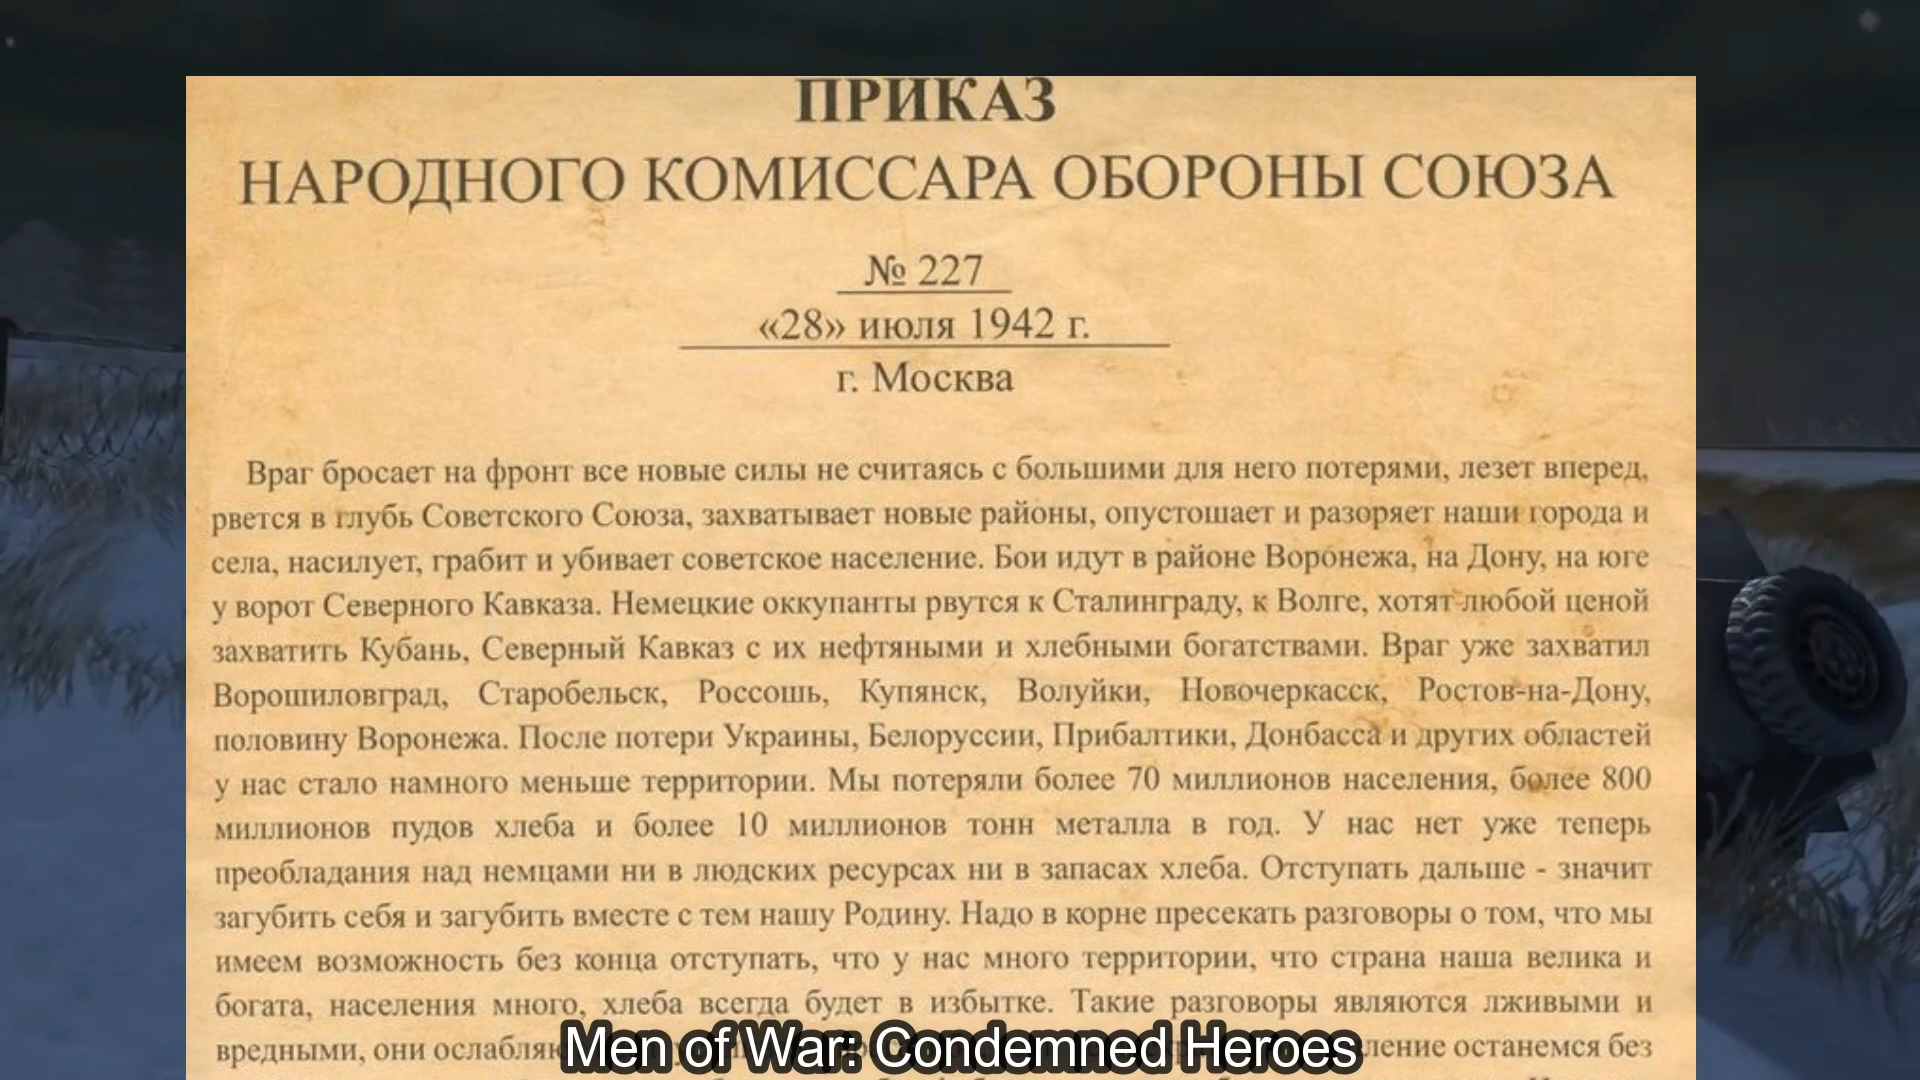 ПРИКАЗ
НАРОДНОГО КОМИССАРА ОБОРОНЫ СОЮЗА
№ 227
«28» июля 1942 г.
г. Москва
Враг бросает на фронт все новые силы не считаясь с большими для него потерями, лезет вперед,
рвется в глубь Советского Союза, захватывает новые районы, опустошает и разоряет наши города и
села, насилует, грабит и убивает советское население. Бои идут в районе Воронежа, на Дону, на юге
у ворот Северного Кавказа. Немецкие оккупанты рвутся к Сталинграду, к Волге, хотят любой ценой
захватить Кубань, Северный Кавказ с их нефтяными и хлебными богатствами. Враг уже захватил
Ворошиловград, Старобельск, Россошь, Купянск, Волуйки, Новочеркасск, Ростов-на-Дону,
половину Воронежа. После потери Украины, Белоруссии, Прибалтики, Донбасса и других областей
у нас стало намного меньше территории. Мы потеряли более 70 миллионов населения, более 800
миллионов пудов хлеба и более 10 миллионов тонн металла в год. У нас нет уже теперь
преобладания над немцами ни в людских ресурсах ни в запасах хлеба. Отступать дальше - значит
загубить себя и загубить вместе с тем нашу Родину. Надо в корне пресекать разговоры о том, что мы
имеем возможность без конца отступать, что у нас много территории, что страна наша велика и
богата, населения много, хлеба всегда будет в избытке. Такие разговоры являются лживыми и
вредными, они останемся без
Men of War: Condemned Heroes